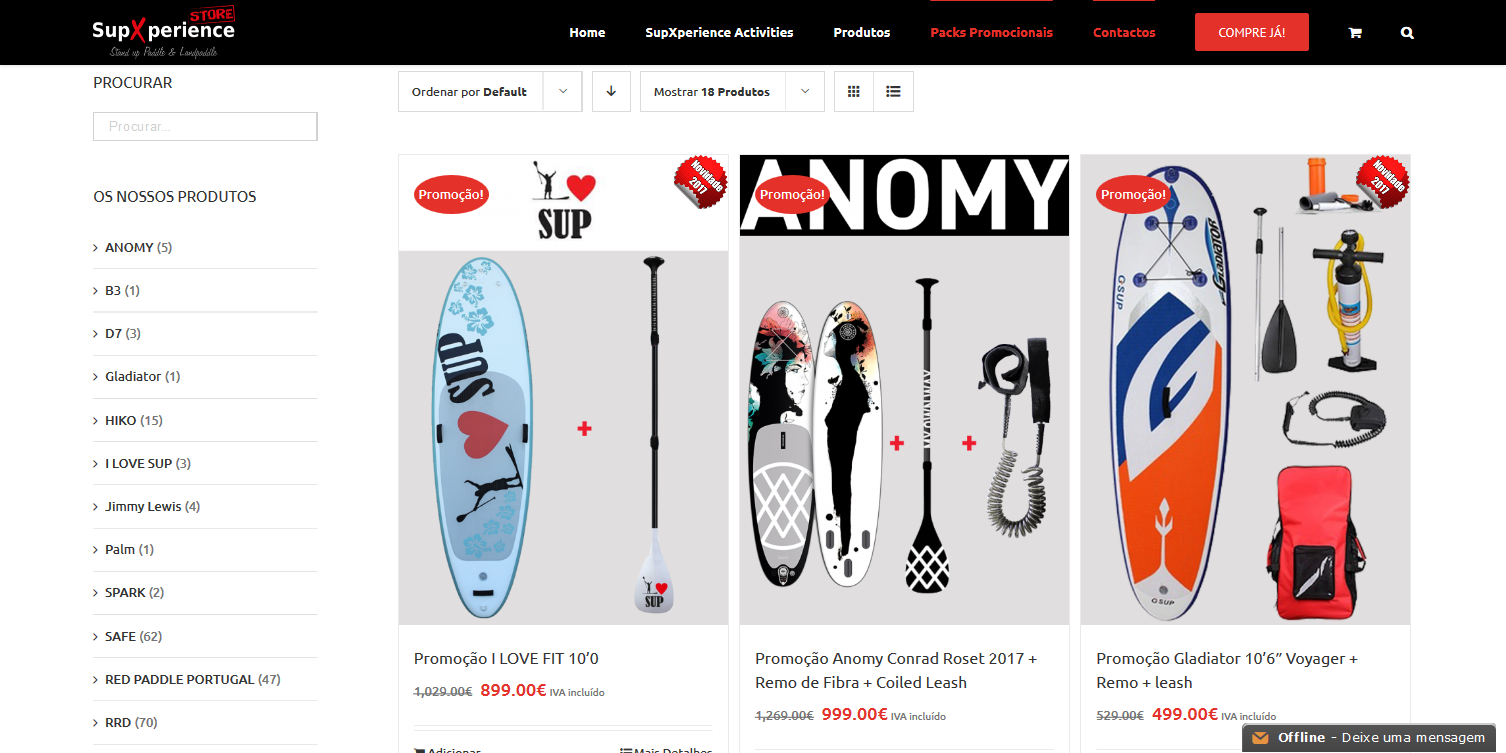 STORE
SupXperience
Stand up Paddle & Landpaddle
Home
SupXperience Activities
Produtos
Packs Promocionais
Contactos
COMPRE JÁ!
PROCURAR
Procurar...
OS NOSSOS PRODUTOS
ANOMY (5)
B3 (1)
D7 (3)
Gladiator (1)
HIKO (15)
I LOVE SUP (3)
Jimmy Lewis (4)
Palm (1)
SPARK (2)
SAFE (62)
RED PADDLE PORTUGAL (47)
RRD (70)
Ordenar por Default
Mostrar 18 Produtos
Promoção!
I
SUP
Novidade
2017
SUP
SUP
+
Promoção I LOVE FIT 10’0
1,029.00€ 899.00€ IVA incluído
Adicionar
Mais Detalhes
ANOMY
Promoção!
+
+
Promoção Anomy Conrad Roset 2017 +
Remo de Fibra + Coiled Leash
1,269.00€ 999.00€ IVA incluído
Promoção!
Novidade
2017
Gladiator
G-SUP
G-SUP
Promoção Gladiator 10’6” Voyager +
Remo + leash
529.00€ 499.00€ IVA incluído
Offline - Deixe uma mensagem